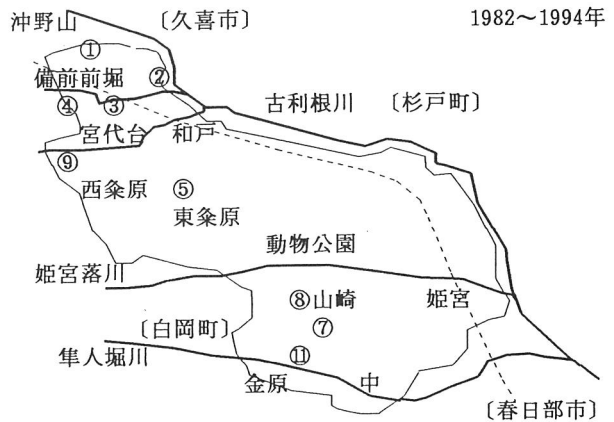 沖野山 〔久喜市〕 1982～1994年
①
備前前堀 ②
④ ③ 古利根川 〔杉戸町〕
宮代台 和戸
⑨
西粂原 ⑤
東粂原
動物公園
姫宮落川
⑧山崎 姫宮
〔白岡町〕 ⑦
隼人堀川 ⑪
金原 中
〔春日部市〕